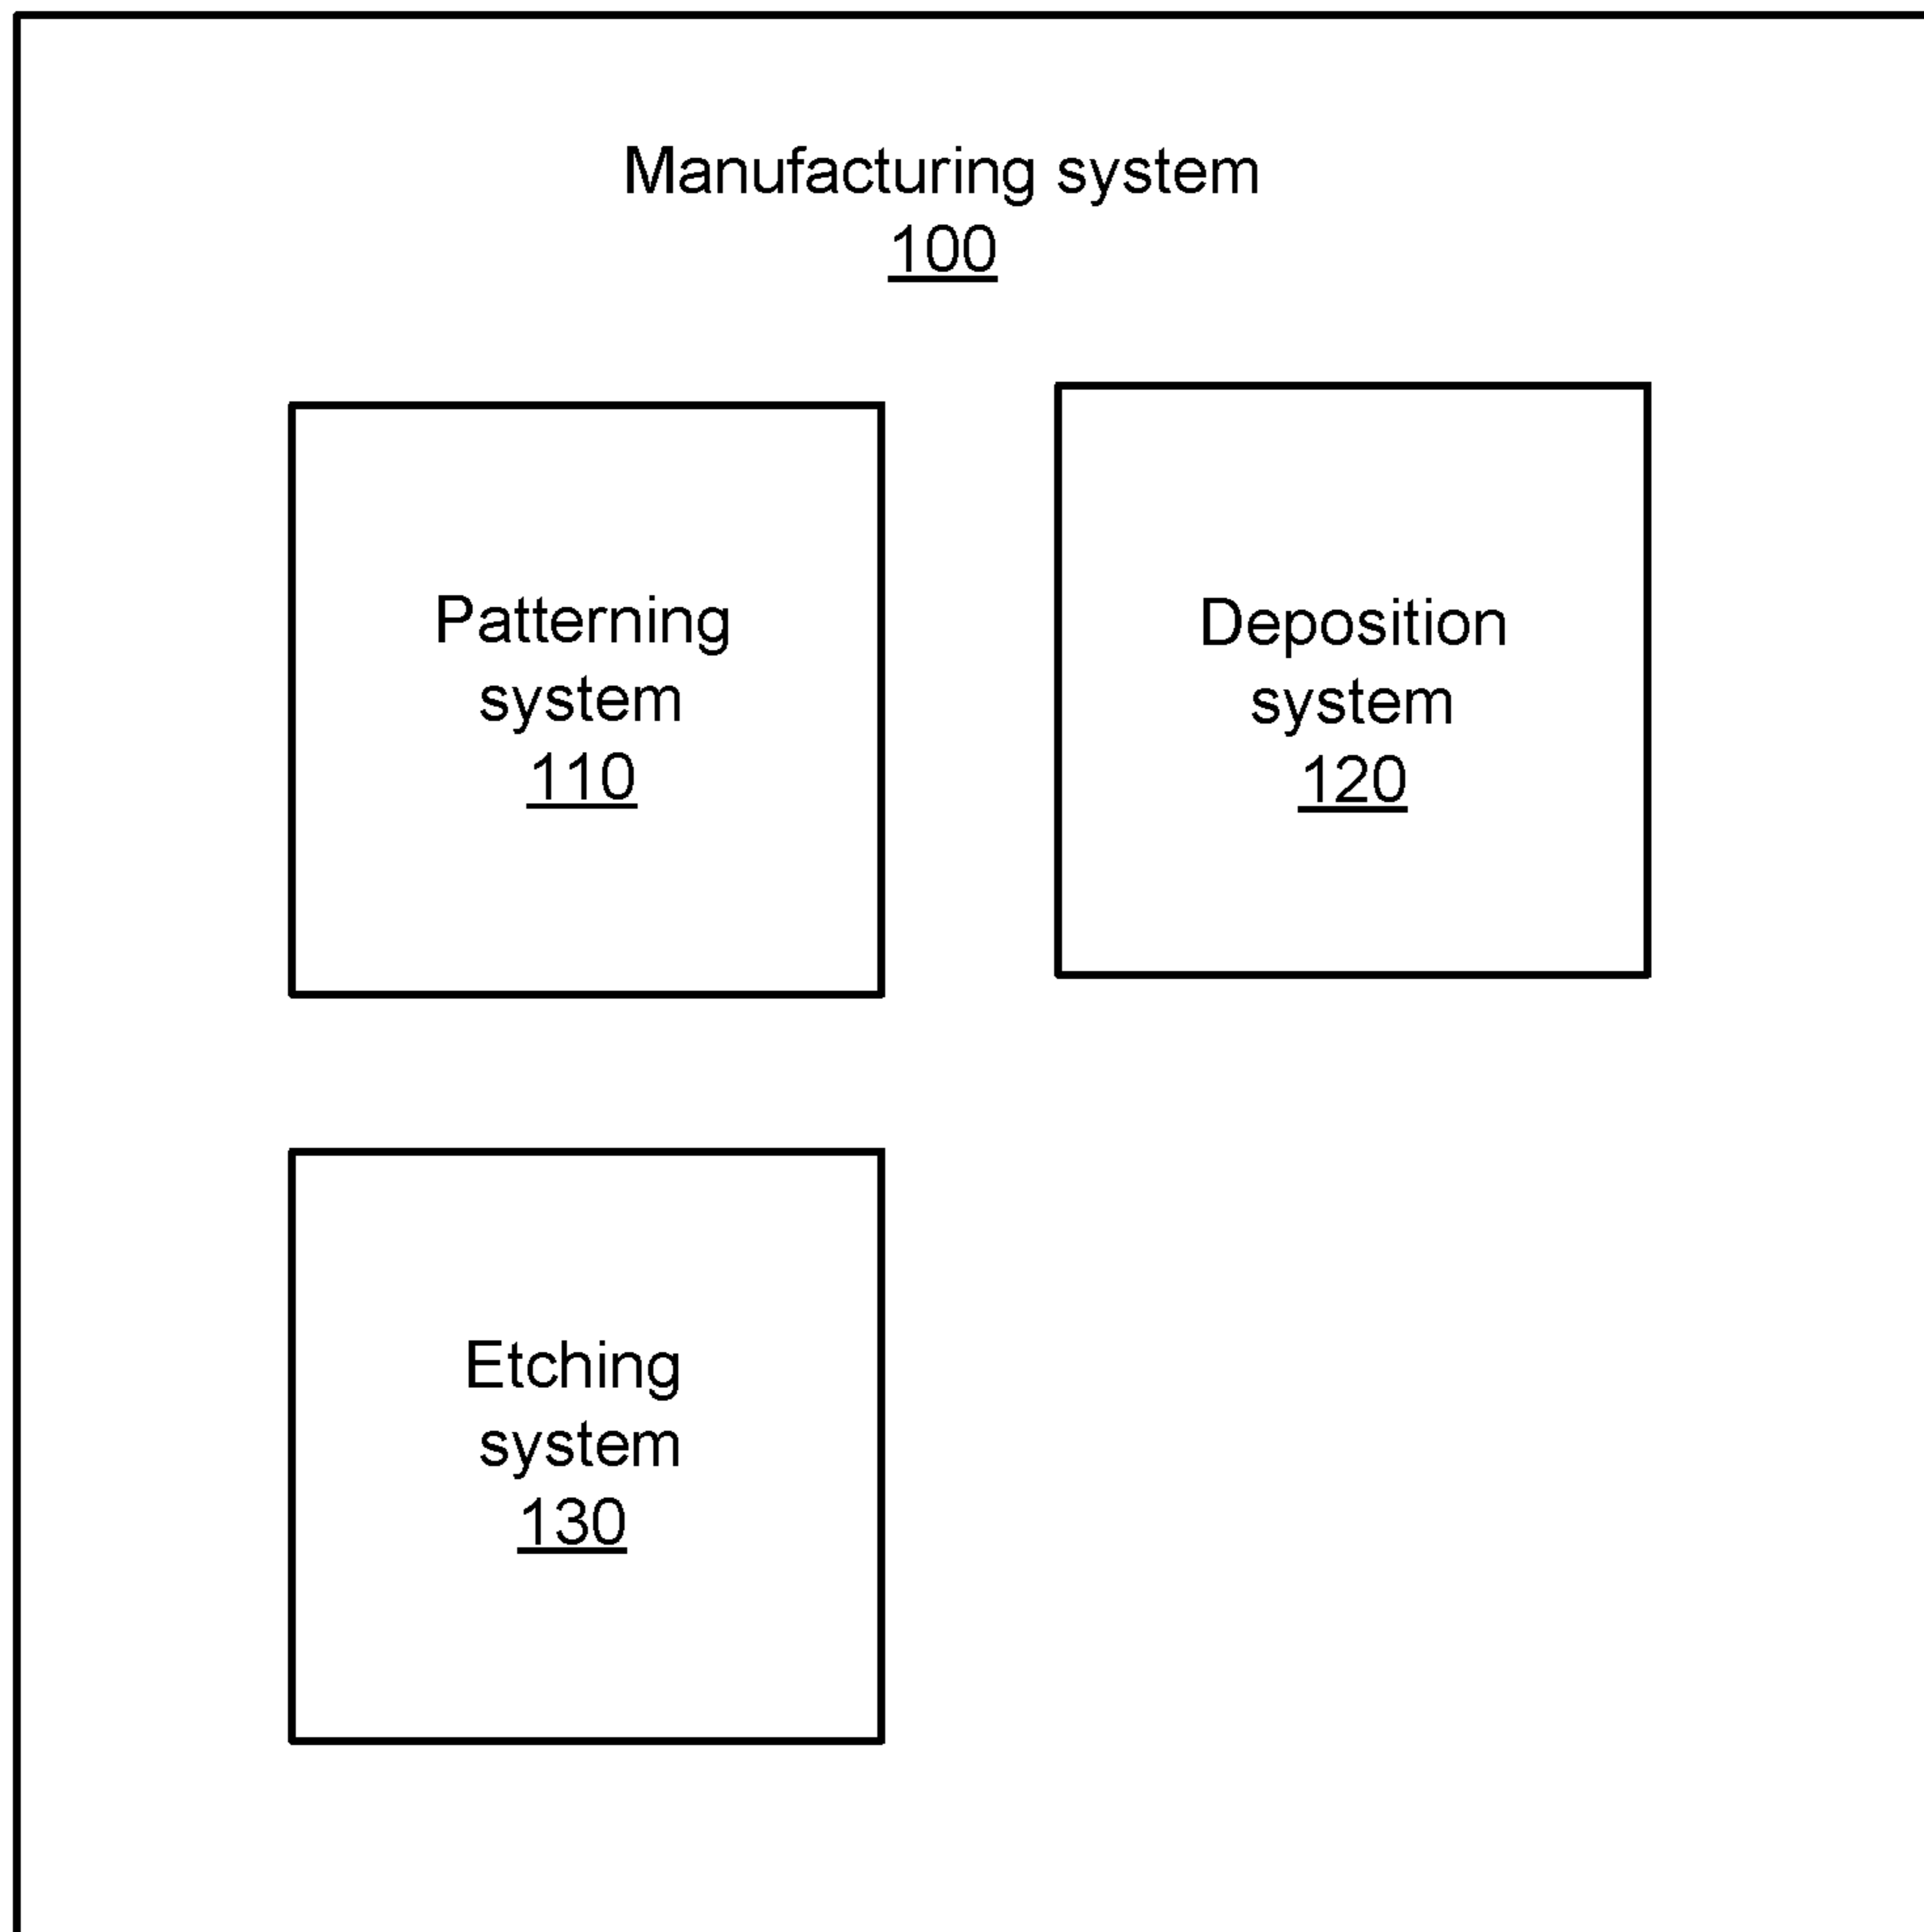 Manufacturing system
100
Patterning
system
110
Deposition
system
120
Etching
system
130